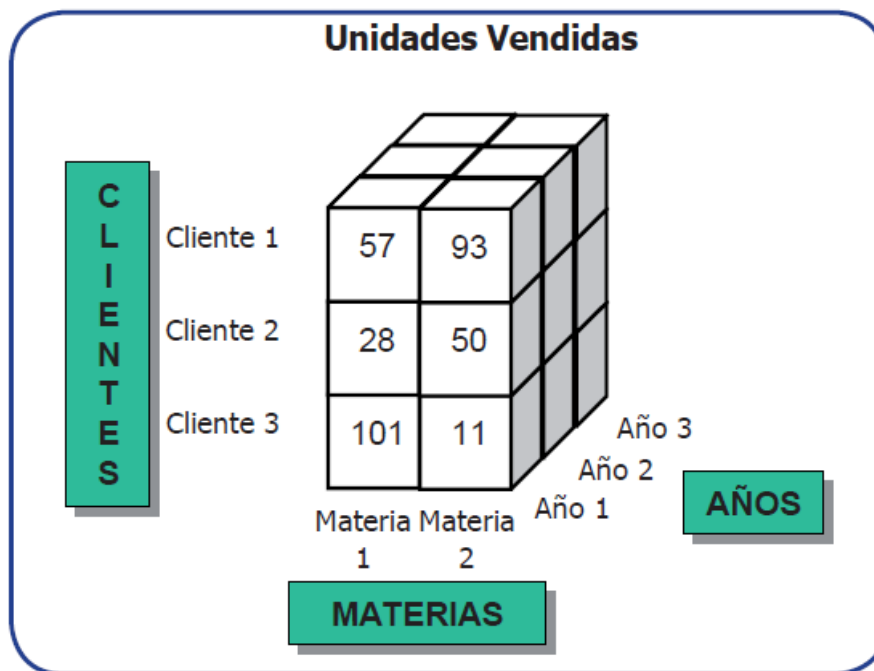 Unidades Vendidas
CLIENTES
Cliente 1
57 93
Cliente 2
28 50
Cliente 3
101 11
Año 3
Año 2
Año 1
AÑOS
Materia Materia
1 2
MATERIAS